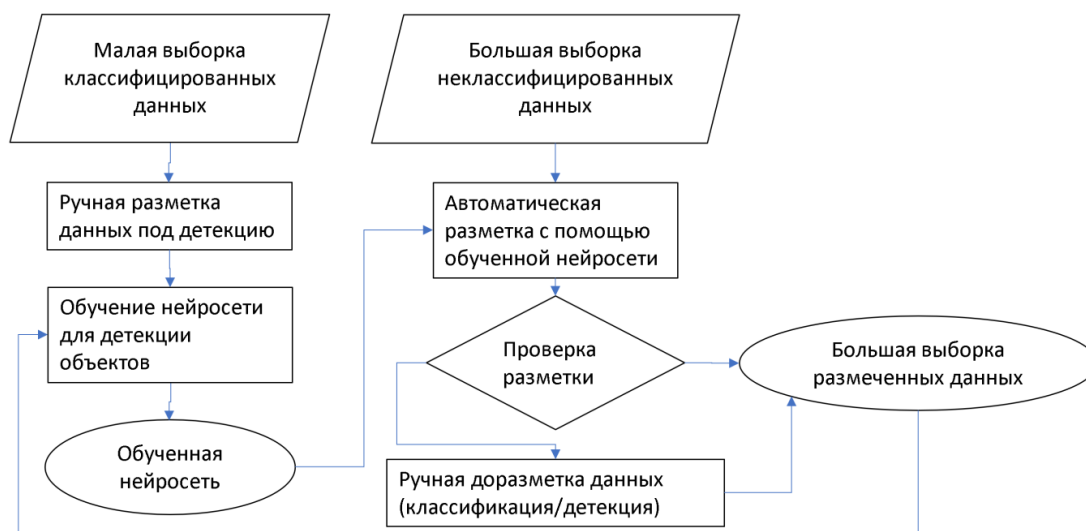 Малая выборка
классифицированных
данных
Большая выборка
неклассифицированных
данных
Ручная разметка
данных под детекцию
Автоматическая
разметка с помощью
обученной нейросети
Обучение нейросети
для детекции
объектов
Проверка
разметки
Большая выборка
размеченных данных
Обученная
нейросеть
Ручная доразметка данных
(классификация/детекция)